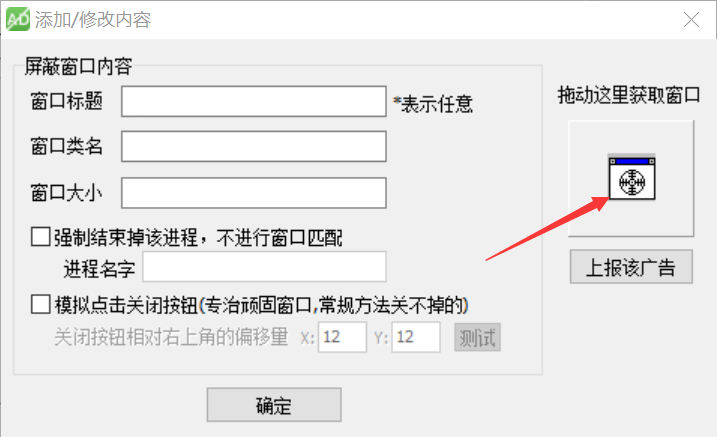 AD 添加/修改内容
屏蔽窗口内容
窗口标题 *表示任意
窗口类名
窗口大小
强制结束掉该进程，不进行窗口匹配
进程名字
模拟点击关闭按钮(专治顽固窗口,常规方法关不掉的)
关闭按钮相对右上角的偏移量 X: 12 Y: 12 测试
确定
拖动这里获取窗口
上报该广告